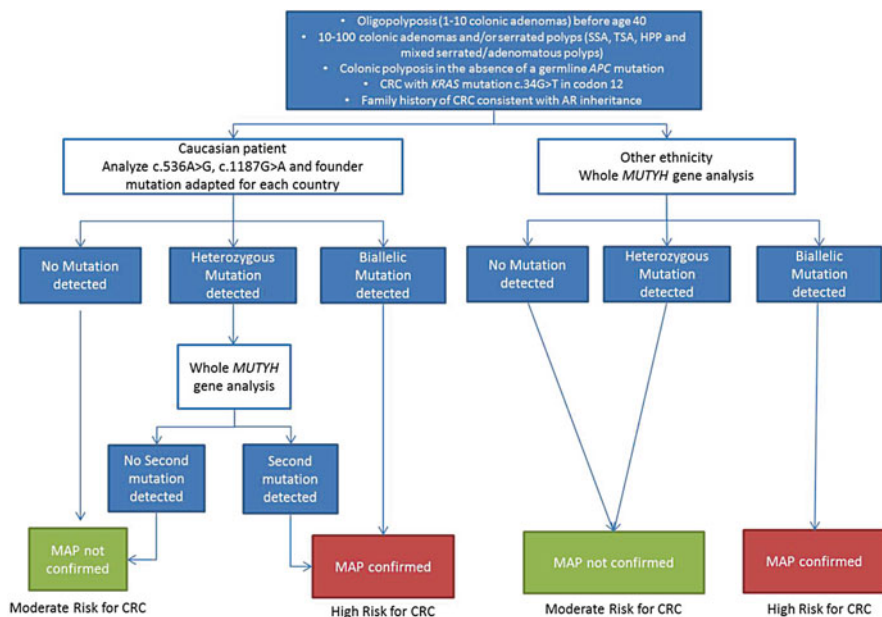 • Oligopolyposis (1-10 colonic adenomas) before age 40
• 10-100 colonic adenomas and/or serrated polyps (SSA, TSA, HPP and
mixed serrated/adenomatous polyps)
• Colonic polyposis in the absence of a germline APC mutation
• CRC with KRAS mutation c.34G>T in codon 12
• Family history of CRC consistent with AR inheritance
Caucasian patient
Analyze c.536A>G, c.1187G>A and founder
mutation adapted for each country
Other ethnicity
Whole MUTYH gene analysis
No Mutation
detected
Heterozygous
Mutation
detected
Biallelic
Mutation
detected
No Mutation
detected
Heterozygous
Mutation
detected
Biallelic
Mutation
detected
Whole MUTYH
gene analysis
No Second
mutation
detected
Second
mutation
detected
MAP not
confirmed
MAP confirmed
MAP not confirmed
MAP confirmed
Moderate Risk for CRC
High Risk for CRC
Moderate Risk for CRC
High Risk for CRC